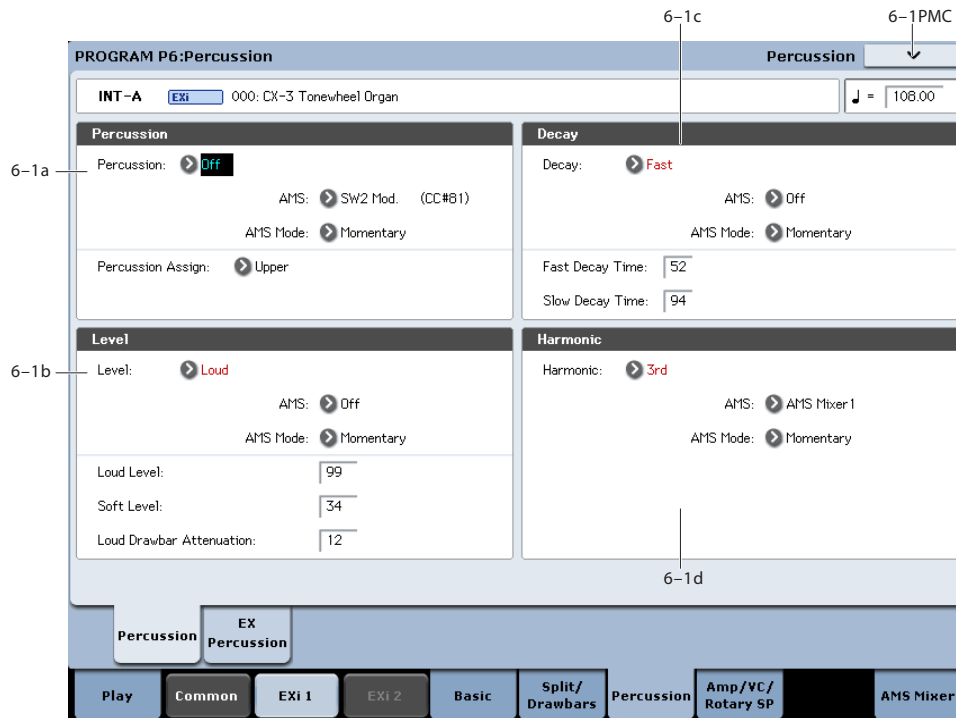 6–1c
6–1PMC
PROGRAM P6:Percussion
Percussion
INT-A
EXi
000: CX-3 Tonewheel Organ
♩ = 108.00
Percussion
6–1a
Percussion: Off
AMS: SW2 Mod. (CC#81)
AMS Mode: Momentary
Percussion Assign: Upper
Decay
Decay: Fast
AMS: Off
AMS Mode: Momentary
Fast Decay Time: 52
Slow Decay Time: 94
Level
6–1b
Level: Loud
AMS: Off
AMS Mode: Momentary
Loud Level: 99
Soft Level: 34
Loud Drawbar Attenuation: 12
Harmonic
Harmonic: 3rd
AMS: AMS Mixer1
AMS Mode: Momentary
6–1d
Percussion
EX
Percussion
Play
Common
EXi 1
EXi 2
Basic
Split/
Drawbars
Percussion
Amp/VC/
Rotary SP
AMS Mixer